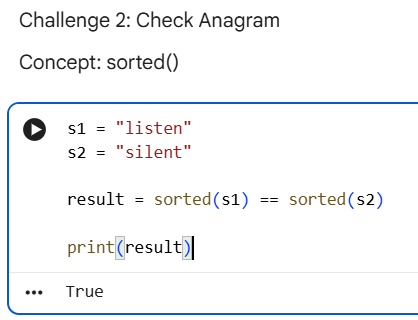 Challenge 2: Check Anagram
Concept: sorted()
s1 = "listen"
s2 = "silent"
result = sorted(s1) == sorted(s2)
print(result)
True